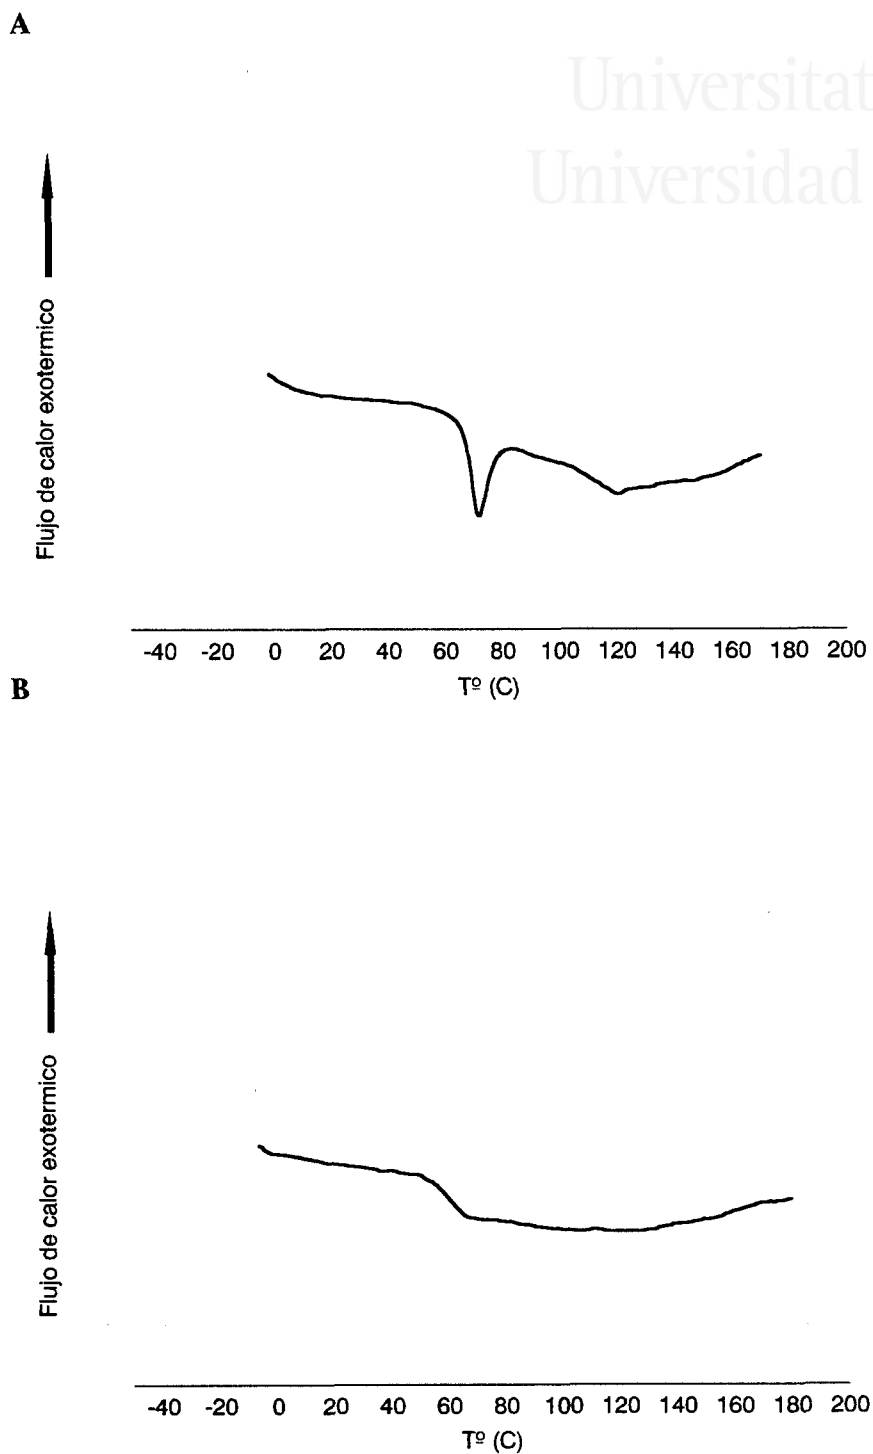 A
Universitat
Universidad
Flujo de calor exotermico
-40 -20 0 20 40 60 80 100 120 140 160 180 200
Tº (C)
B
Flujo de calor exotermico
-40 -20 0 20 40 60 80 100 120 140 160 180 200
Tº (C)